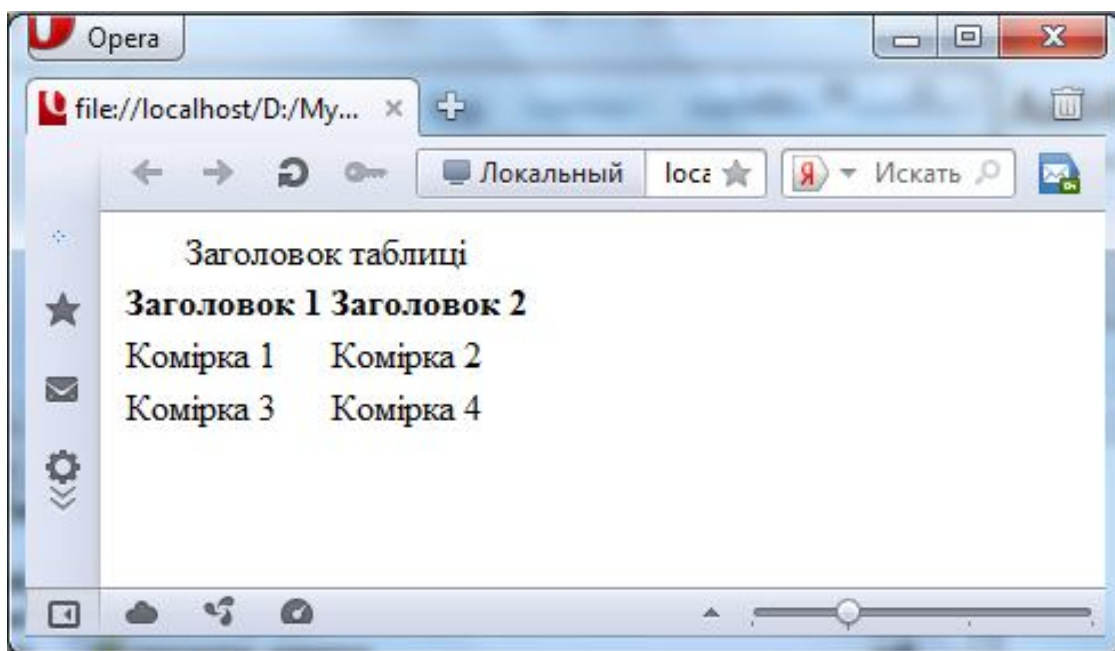 Opera
file://localhost/D:/My...
Локальный loca Искать
Заголовок таблиці
Заголовок 1 Заголовок 2
Комірка 1 Комірка 2
Комірка 3 Комірка 4